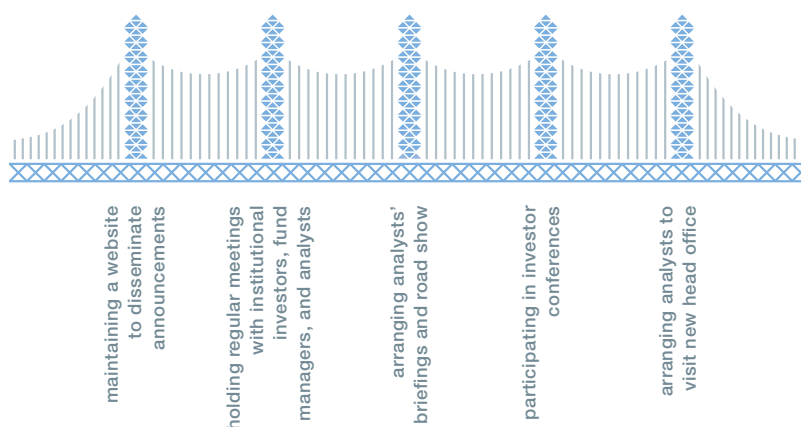 maintaining a website
to disseminate
announcements
holding regular meetings
with institutional
investors, fund
managers, and analysts
arranging analysts’
briefings and road show
participating in investor
conferences
arranging analysts to
visit new head office